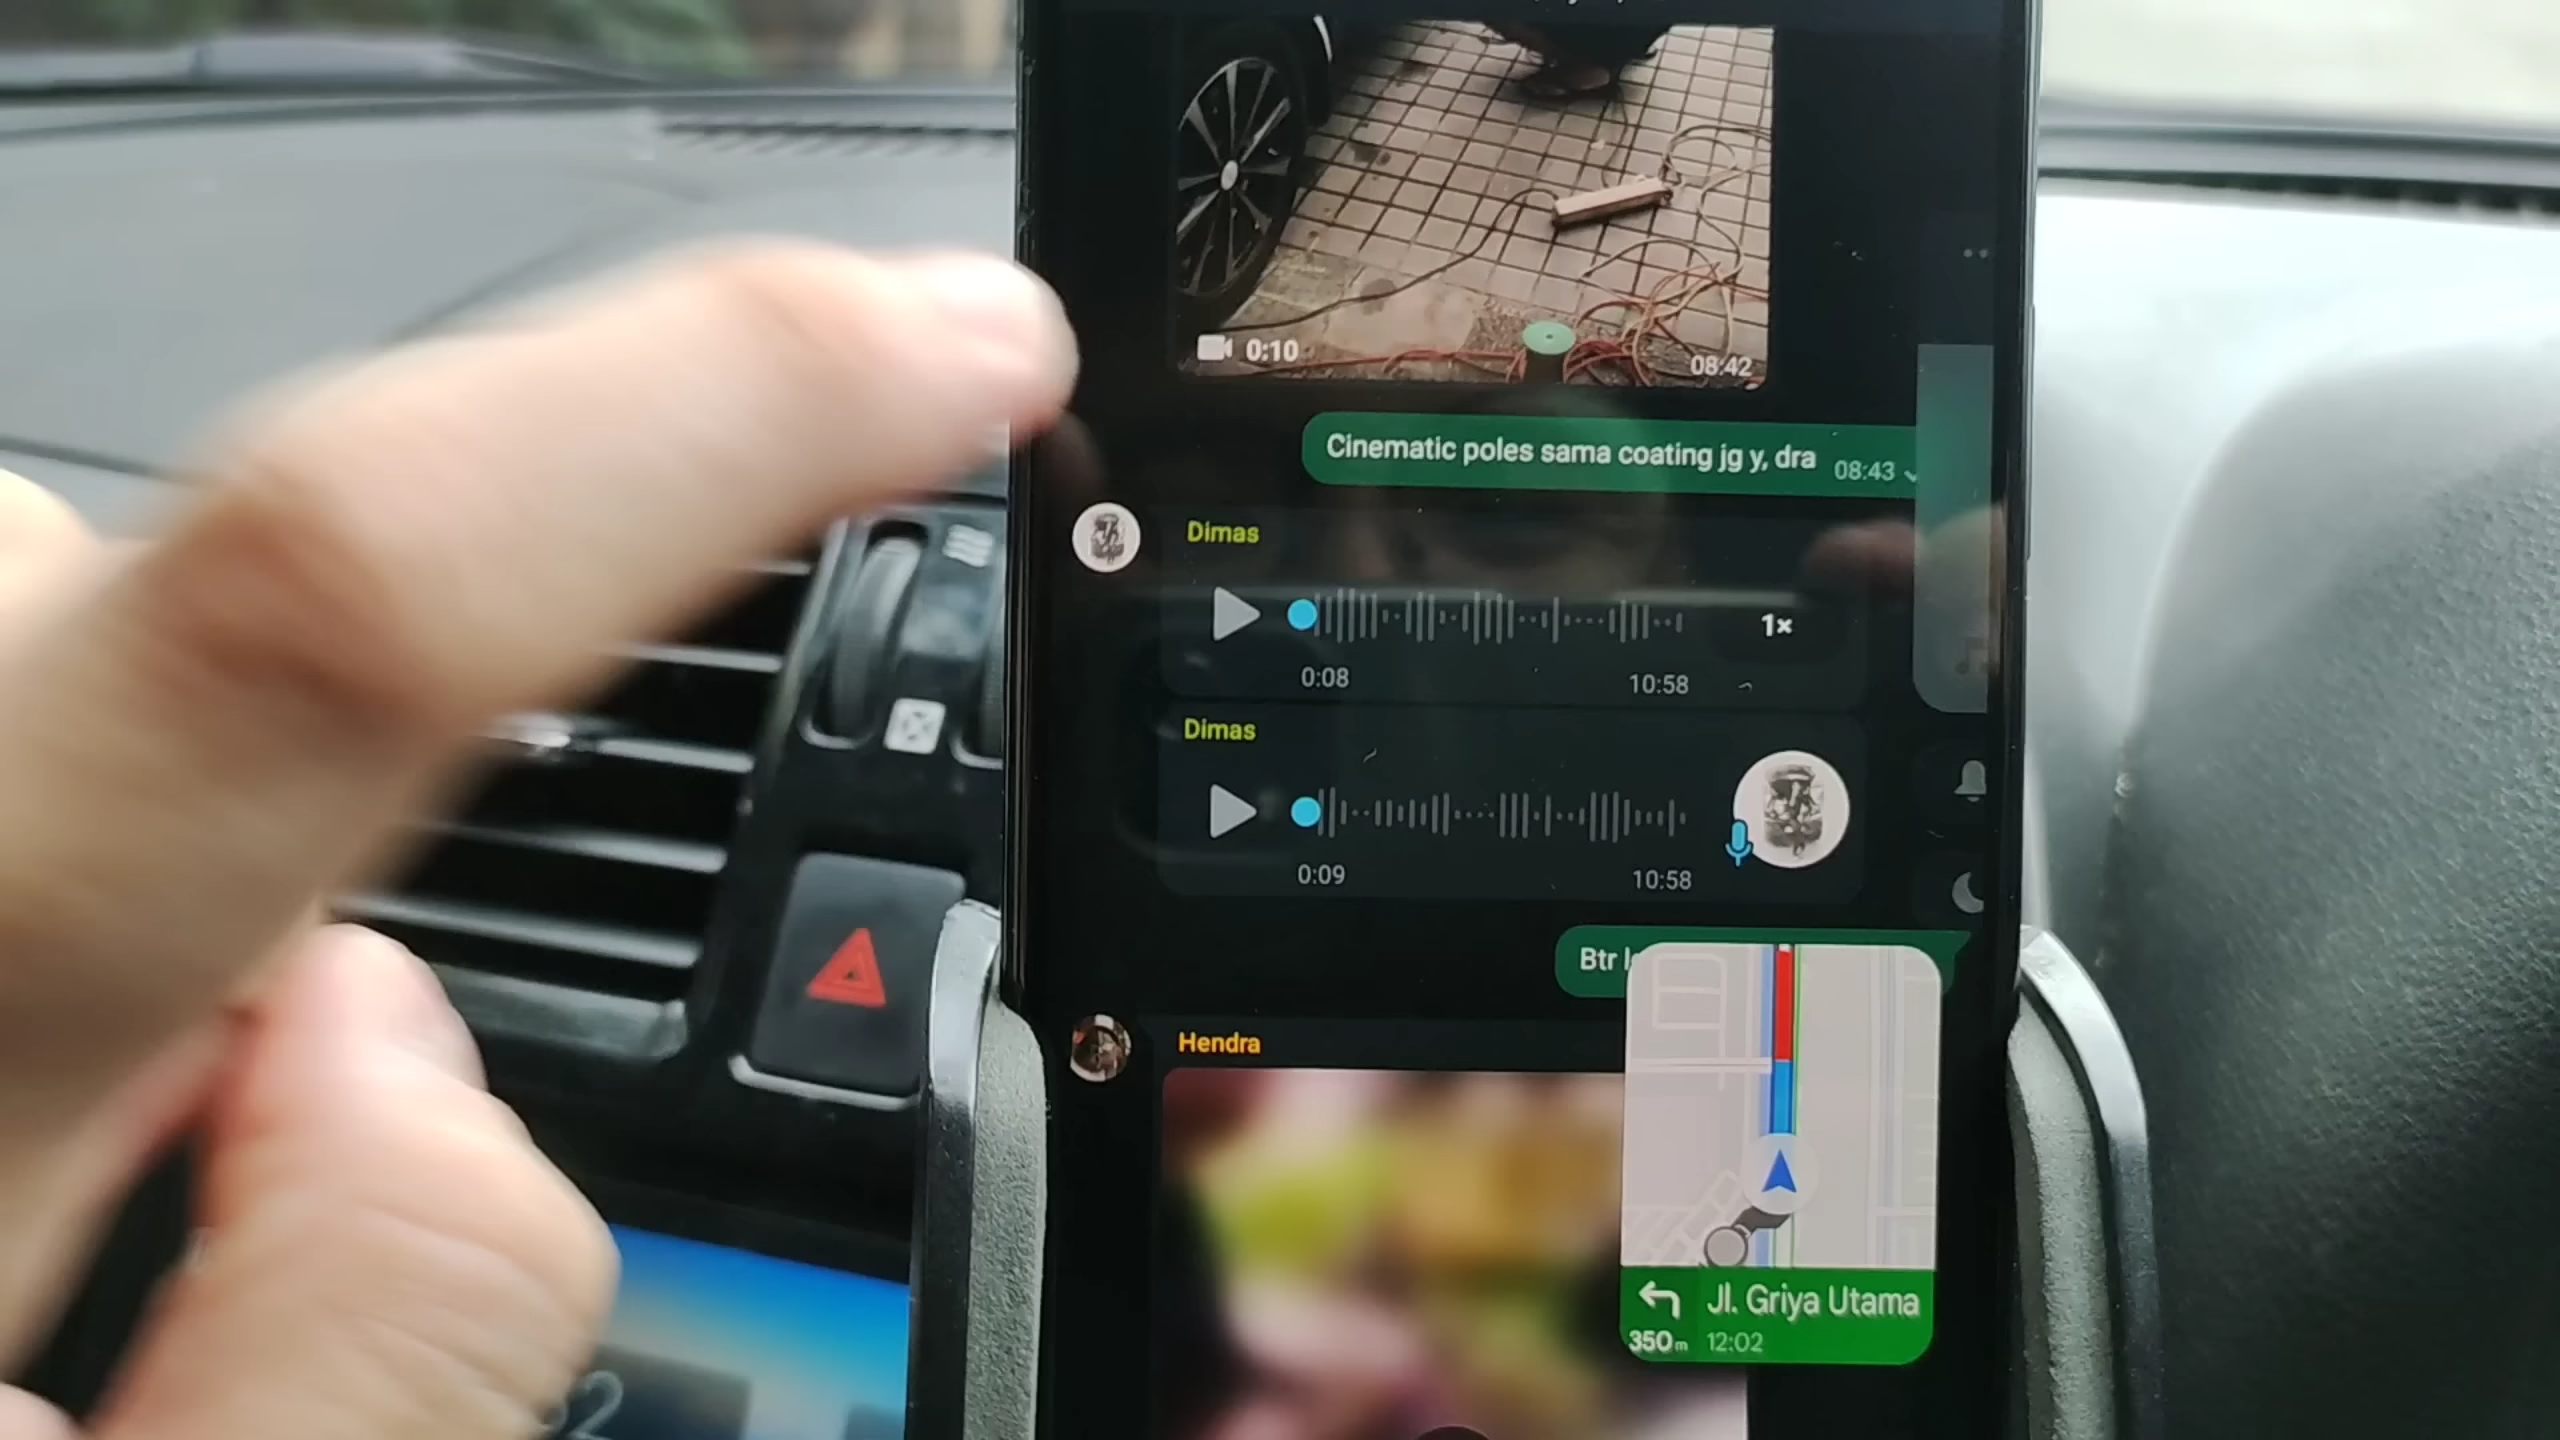 0:10
08:42
Cinematic poles sama coating jg y, dra
08:43
Dimas
1×
0:08
10:58
Dimas
0:09
10:58
Btr
Hendra
Jl. Griya Utama
350 m
12:02